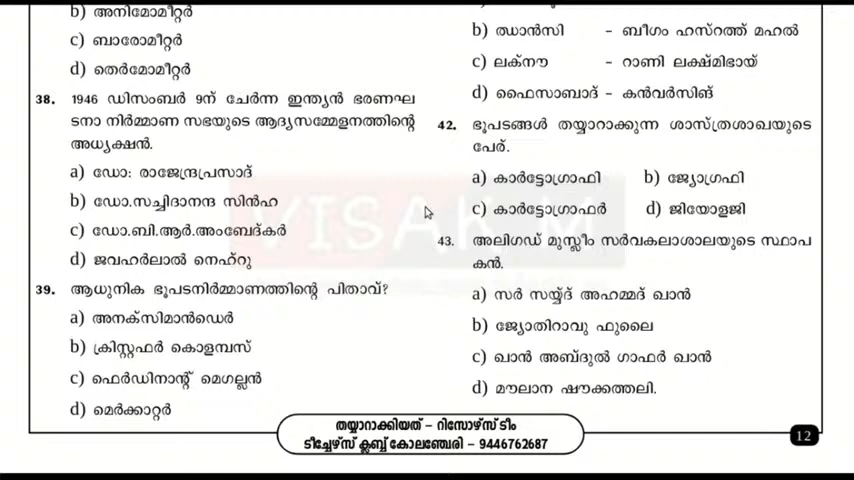 b) അനിമോമീറ്റർ
c) ബാരോമീറ്റർ
d) തെർമോമീറ്റർ
38. 1946 ഡിസംബർ 9ന് ചേർന്ന ഇന്ത്യൻ ഭരണഘ
ടനാ നിർമ്മാണ സഭയുടെ ആദ്യസമ്മേളനത്തിന്റെ
അധ്യക്ഷൻ.
a) ഡോ: രാജേന്ദ്രപ്രസാദ്
b) ഡോ.സച്ചിദാനന്ദ സിൻഹ
c) ഡോ.ബി.ആർ.അംബേദ്കർ
d) ജവഹർലാൽ നെഹ്റു
39. ആധുനിക ഭൂപടനിർമ്മാണത്തിന്റെ പിതാവ്?
a) അനക്സിമാൻഡെർ
b) ക്രിസ്റ്റഫർ കൊളമ്പസ്
c) ഫെർഡിനാന്റ് മെഗല്ലൻ
d) മെർക്കാറ്റർ
b) ഝാൻസി - ബീഗം ഹസ്റത്ത് മഹൽ
c) ലക്നൗ - റാണി ലക്ഷ്മിഭായ്
d) ഫൈസാബാദ് - കൻവർസിങ്
42. ഭൂപടങ്ങൾ തയ്യാറാക്കുന്ന ശാസ്ത്രശാഖയുടെ
പേര്.
a) കാർട്ടോഗ്രാഫി b) ജ്യോഗ്രഫി
c) കാർട്ടോഗ്രാഫർ d) ജിയോളജി
43. അലിഗഡ് മുസ്ലീം സർവകലാശാലയുടെ സ്ഥാപ
കൻ.
a) സർ സയ്യ്ദ് അഹമ്മദ് ഖാൻ
b) ജ്യോതിറാവു ഫുലൈ
c) ഖാൻ അബ്ദുൽ ഗാഫർ ഖാൻ
d) മൗലാന ഷൗക്കത്തലി.
VISAK M
തയ്യാറാക്കിയത് – റിസോഴ്സ് ടീം
ടീച്ചേഴ്സ് ക്ലബ്ബ് കോലഞ്ചേരി – 9446762687
12